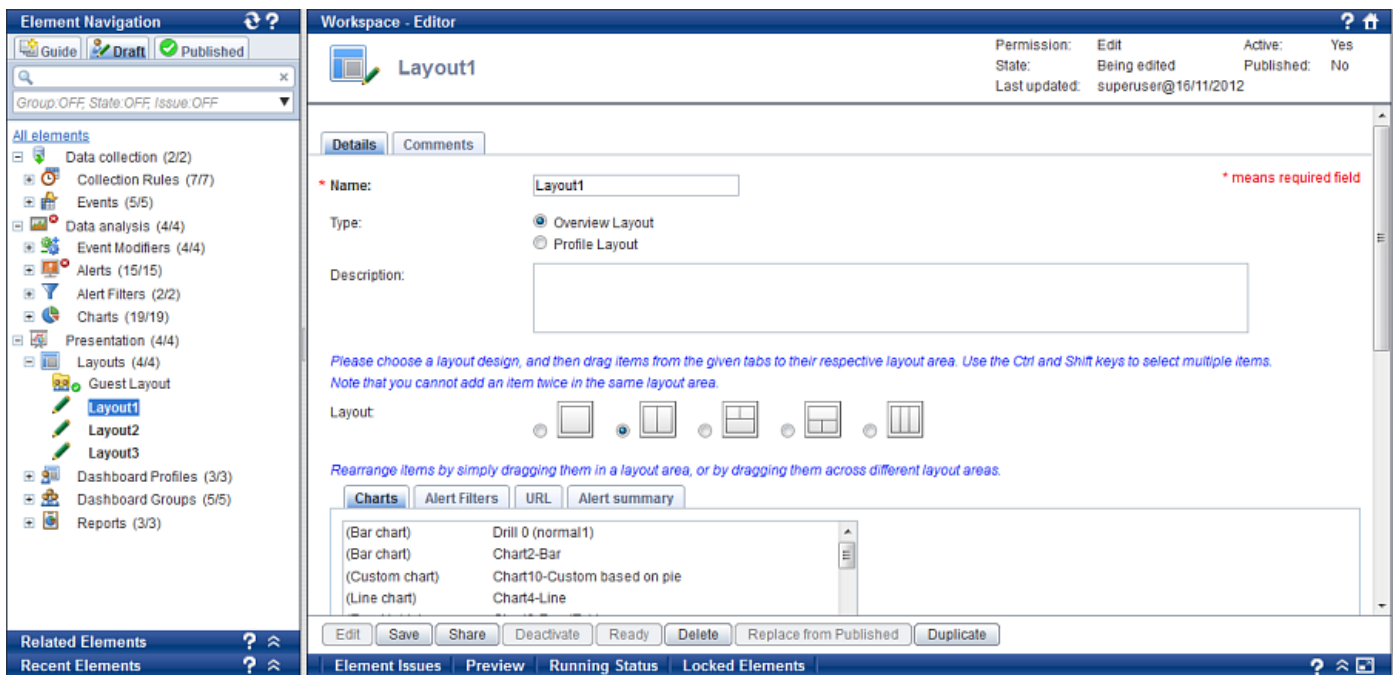 Element Navigation
Guide
Draft
Published
Group:OFF, State:OFF, Issue:OFF
All elements
Data collection (2/2)
Collection Rules (7/7)
Events (5/5)
Data analysis (4/4)
Event Modifiers (4/4)
Alerts (15/15)
Alert Filters (2/2)
Charts (19/19)
Presentation (4/4)
Layouts (4/4)
Guest Layout
Layout1
Layout2
Layout3
Dashboard Profiles (3/3)
Dashboard Groups (5/5)
Reports (3/3)
Related Elements
Recent Elements
Workspace - Editor
Layout1
Permission: Edit Active: Yes
State: Being edited Published: No
Last updated: superuser@16/11/2012
Details Comments
* Name: Layout1 * means required field
Type: Overview Layout
Profile Layout
Description:
Please choose a layout design, and then drag items from the given tabs to their respective layout area. Use the Ctrl and Shift keys to select multiple items.
Note that you cannot add an item twice in the same layout area.
Layout:
Rearrange items by simply dragging them in a layout area, or by dragging them across different layout areas.
Charts Alert Filters URL Alert summary
(Bar chart) Drill 0 (normal1)
(Bar chart) Chart2-Bar
(Custom chart) Chart10-Custom based on pie
(Line chart) Chart4-Line
Edit Save Share Deactivate Ready Delete Replace from Published Duplicate
Element Issues Preview Running Status Locked Elements